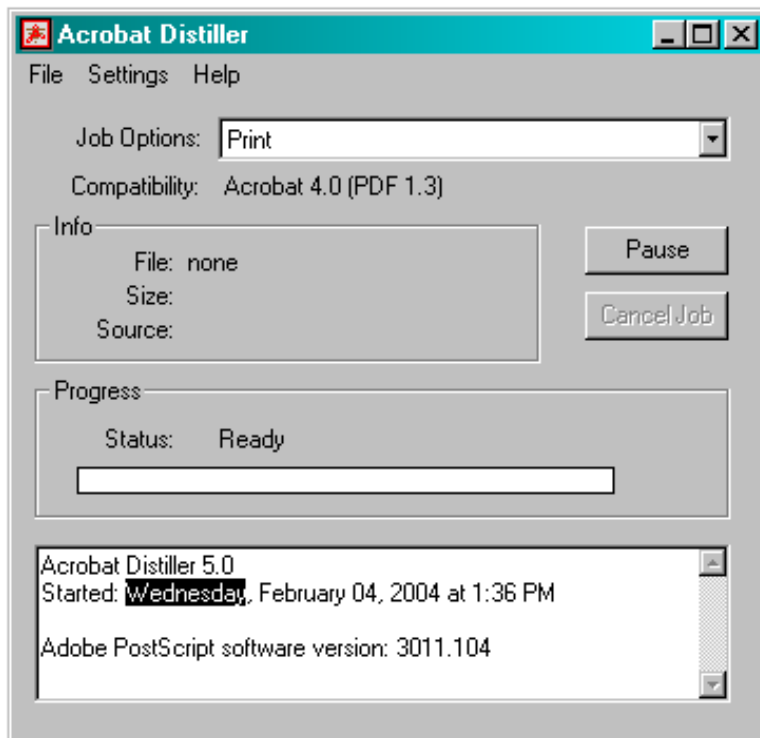 Acrobat Distiller
File Settings Help
Job Options: Print
Compatibility: Acrobat 4.0 (PDF 1.3)
Info
File: none
Size:
Source:
Pause
Cancel Job
Progress
Status: Ready
Acrobat Distiller 5.0
Started: Wednesday, February 04, 2004 at 1:36 PM
Adobe PostScript software version: 3011.104